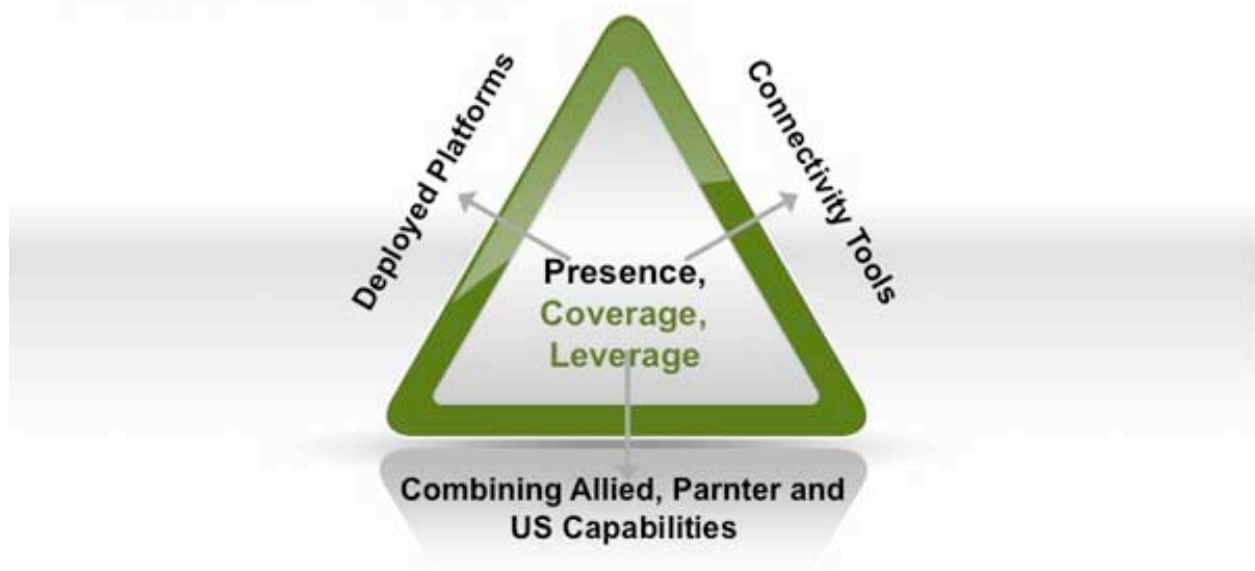 Deployed Platforms
Connectivity Tools
Presence,
Coverage,
Leverage
Combining Allied, Parnter and
US Capabilities